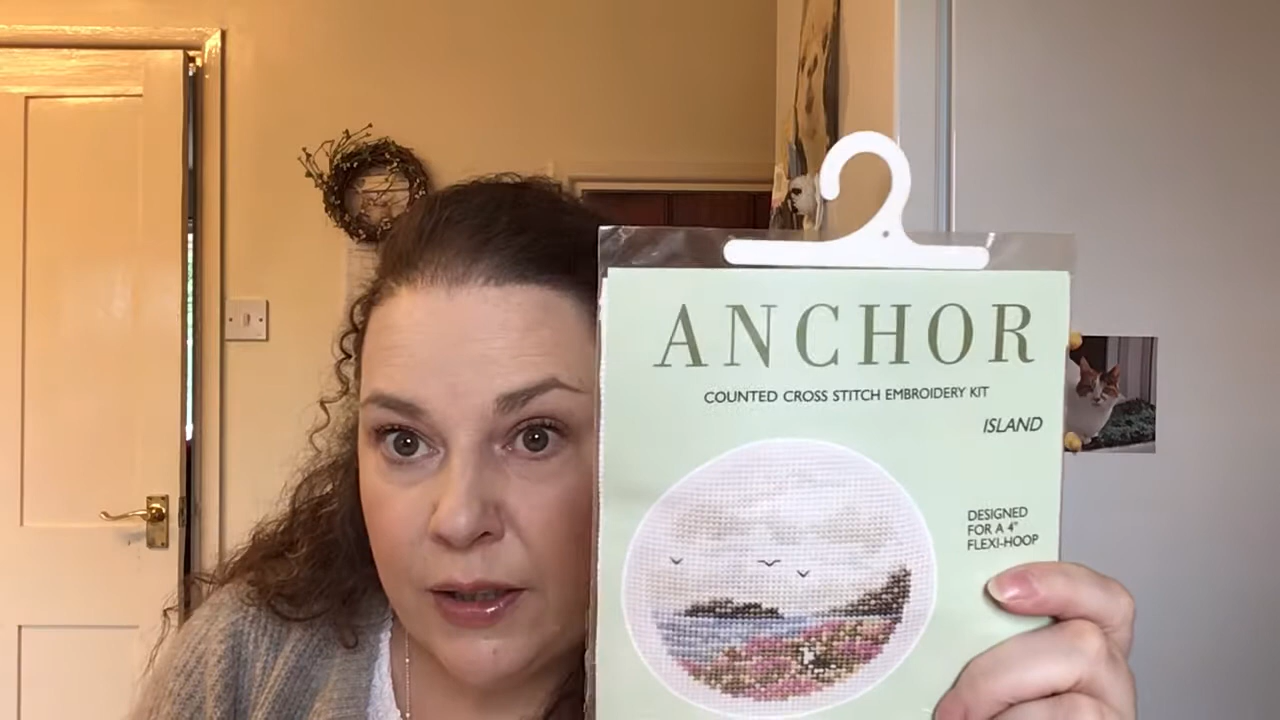 ANCHOR
COUNTED CROSS STITCH EMBROIDERY KIT
ISLAND
DESIGNED
FOR A 4"
FLEXI-HOOP